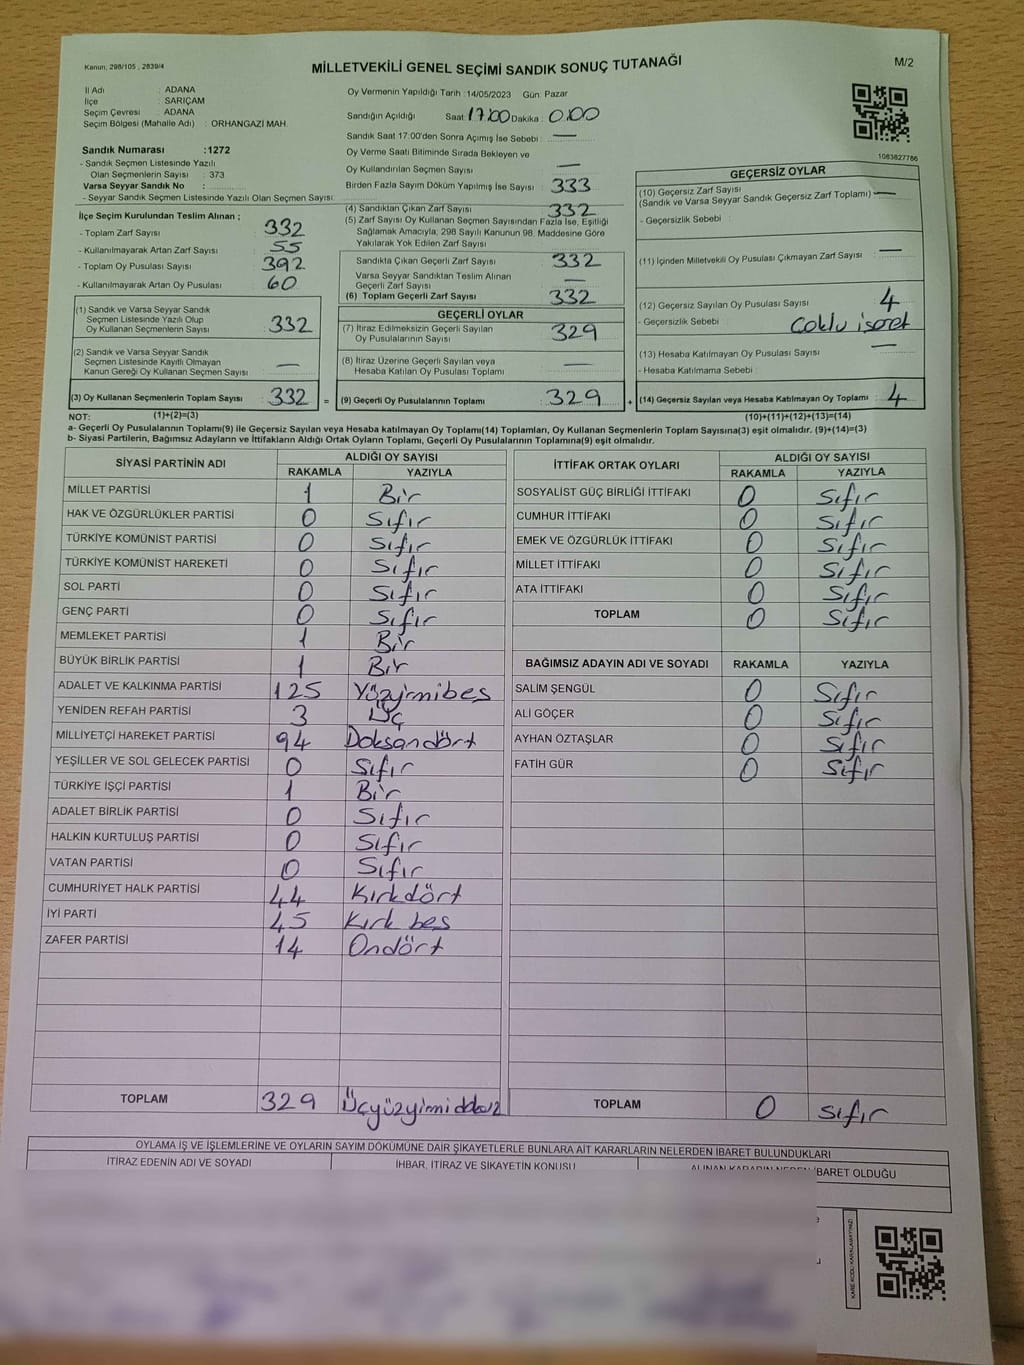 Kanun, 298/105 , 2839/4
MİLLETVEKİLİ GENEL SEÇİMİ SANDIK SONUÇ TUTANAĞI
M/2
İl Adı : ADANA
İlçe : SARIÇAM
Seçim Çevresi : ADANA
Seçim Bölgesi (Mahalle Adı) : ORHANGAZİ MAH.
Sandık Numarası :1272
- Sandık Seçmen Listesinde Yazılı
Olan Seçmenlerin Sayısı : 373
Varsa Seyyar Sandık No :
- Seyyar Sandık Seçmen Listesinde Yazılı Olan Seçmen Sayısı:
Oy Vermenin Yapıldığı Tarih :14/05/2023 Gün: Pazar
Sandığın Açıldığı Saat: 17:00 Dakika: 0:00
Sandık Saat 17:00'den Sonra Açımış İse Sebebi : —
Oy Verme Saati Bitiminde Sırada Bekleyen ve
Oy Kullandırılan Seçmen Sayısı : —
Birden Fazla Sayım Döküm Yapılmış İse Sayısı : 333
1083827786
İlçe Seçim Kurulundan Teslim Alınan ;
- Toplam Zarf Sayısı : 332
- Kullanılmayarak Artan Zarf Sayısı : 55
- Toplam Oy Pusulası Sayısı : 392
- Kullanılmayarak Artan Oy Pusulası : 60
(1) Sandık ve Varsa Seyyar Sandık
Seçmen Listesinde Yazılı Olup
Oy Kullanan Seçmenlerin Sayısı : 332
(2) Sandık ve Varsa Seyyar Sandık
Seçmen Listesinde Kayıtlı Olmayan
Kanun Gereği Oy Kullanan Seçmen Sayısı : —
(3) Oy Kullanan Seçmenlerin Toplam Sayısı : 332 =
(4) Sandıktan Çıkan Zarf Sayısı : 332
(5) Zarf Sayısı Oy Kullanan Seçmen Sayısından Fazla İse, Eşitliği
Sağlamak Amacıyla, 298 Sayılı Kanunun 98. Maddesine Göre
Yakılarak Yok Edilen Zarf Sayısı :
Sandıkta Çıkan Geçerli Zarf Sayısı : 332
Varsa Seyyar Sandıktan Teslim Alınan
Geçerli Zarf Sayısı : —
(6) Toplam Geçerli Zarf Sayısı : 332
GEÇERLİ OYLAR
(7) İtiraz Edilmeksizin Geçerli Sayılan
Oy Pusulalarının Sayısı : 329
(8) İtiraz Üzerine Geçerli Sayılan veya
Hesaba Katılan Oy Pusulası Toplamı : —
(9) Geçerli Oy Pusulalarının Toplamı : 329 +
GEÇERSİZ OYLAR
(10) Geçersiz Zarf Sayısı
(Sandık ve Varsa Seyyar Sandık Geçersiz Zarf Toplamı) : —
- Geçersizlik Sebebi :
(11) İçinden Milletvekili Oy Pusulası Çıkmayan Zarf Sayısı : —
(12) Geçersiz Sayılan Oy Pusulası Sayısı : 4
- Geçersizlik Sebebi : Çoklu işaret
(13) Hesaba Katılmayan Oy Pusulası Sayısı : —
- Hesaba Katılmama Sebebi :
(14) Geçersiz Sayılan veya Hesaba Katılmayan Oy Toplamı : 4
NOT: (1)+(2)=(3)
(10)+(11)+(12)+(13)=(14)
a- Geçerli Oy Pusulalarının Toplamı(9) ile Geçersiz Sayılan veya Hesaba Katılmayan Oy Toplamı(14) Toplamları, Oy Kullanan Seçmenlerin Toplam Sayısına(3) eşit olmalıdır. (9)+(14)=(3)
b- Siyasi Partilerin, Bağımsız Adayların ve İttifakların Aldığı Ortak Oyların Toplamı, Geçerli Oy Pusulalarının Toplamına(9) eşit olmalıdır.
SİYASİ PARTİNİN ADI ALDIĞI OY SAYISI
RAKAMLA YAZIYLA
MİLLET PARTİSİ 1 Bir
HAK VE ÖZGÜRLÜKLER PARTİSİ 0 Sıfır
TÜRKİYE KOMÜNİST PARTİSİ 0 Sıfır
TÜRKİYE KOMÜNİST HAREKETİ 0 Sıfır
SOL PARTİ 0 Sıfır
GENÇ PARTİ 0 Sıfır
MEMLEKET PARTİSİ 1 Bir
BÜYÜK BİRLİK PARTİSİ 1 Bir
ADALET VE KALKINMA PARTİSİ 125 Yüzyirmibeş
YENİDEN REFAH PARTİSİ 3 Üç
MİLLİYETÇİ HAREKET PARTİSİ 94 Doksandört
YEŞİLLER VE SOL GELECEK PARTİSİ 0 Sıfır
TÜRKİYE İŞÇİ PARTİSİ 1 Bir
ADALET BİRLİK PARTİSİ 0 Sıfır
HALKIN KURTULUŞ PARTİSİ 0 Sıfır
VATAN PARTİSİ 0 Sıfır
CUMHURİYET HALK PARTİSİ 44 Kırkdört
İYİ PARTİ 45 Kırk beş
ZAFER PARTİSİ 14 Ondört
TOPLAM 329
İTTİFAK ORTAK OYLARI ALDIĞI OY SAYISI
RAKAMLA YAZIYLA
SOSYALİST GÜÇ BİRLİĞİ İTTİFAKI 0 Sıfır
CUMHUR İTTİFAKI 0 Sıfır
EMEK VE ÖZGÜRLÜK İTTİFAKI 0 Sıfır
MİLLET İTTİFAKI 0 Sıfır
ATA İTTİFAKI 0 Sıfır
TOPLAM 0 Sıfır
BAĞIMSIZ ADAYIN ADI VE SOYADI RAKAMLA YAZIYLA
SALİM ŞENGÜL 0 Sıfır
ALİ GÖÇER 0 Sıfır
AYHAN ÖZTAŞLAR 0 Sıfır
FATİH GÜR 0 Sıfır
TOPLAM 0 Sıfır
OYLAMA İŞ VE İŞLEMLERİNE VE OYLARIN SAYIM DÖKÜMÜNE DAİR ŞİKAYETLERLE BUNLARA AİT KARARLARIN NELERDEN İBARET BULUNDUKLARI
İTİRAZ EDENİN ADI VE SOYADI
İHBAR, İTİRAZ VE ŞİKAYETİN KONUSU
ALINAN KARARIN NEDEN İBARET OLDUĞU